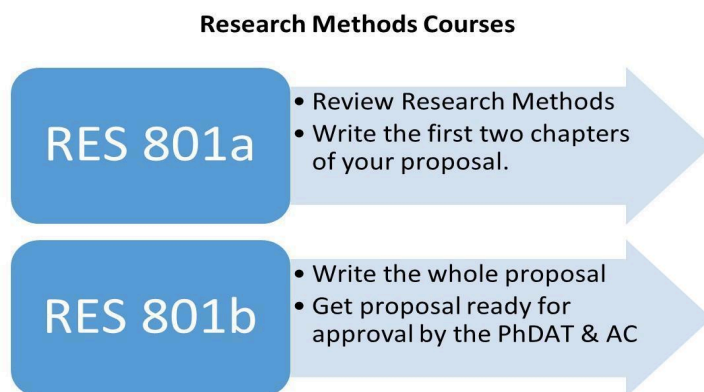 Research Methods Courses
RES 801a
• Review Research Methods
• Write the first two chapters
of your proposal.
RES 801b
• Write the whole proposal
• Get proposal ready for
approval by the PhDAT & AC